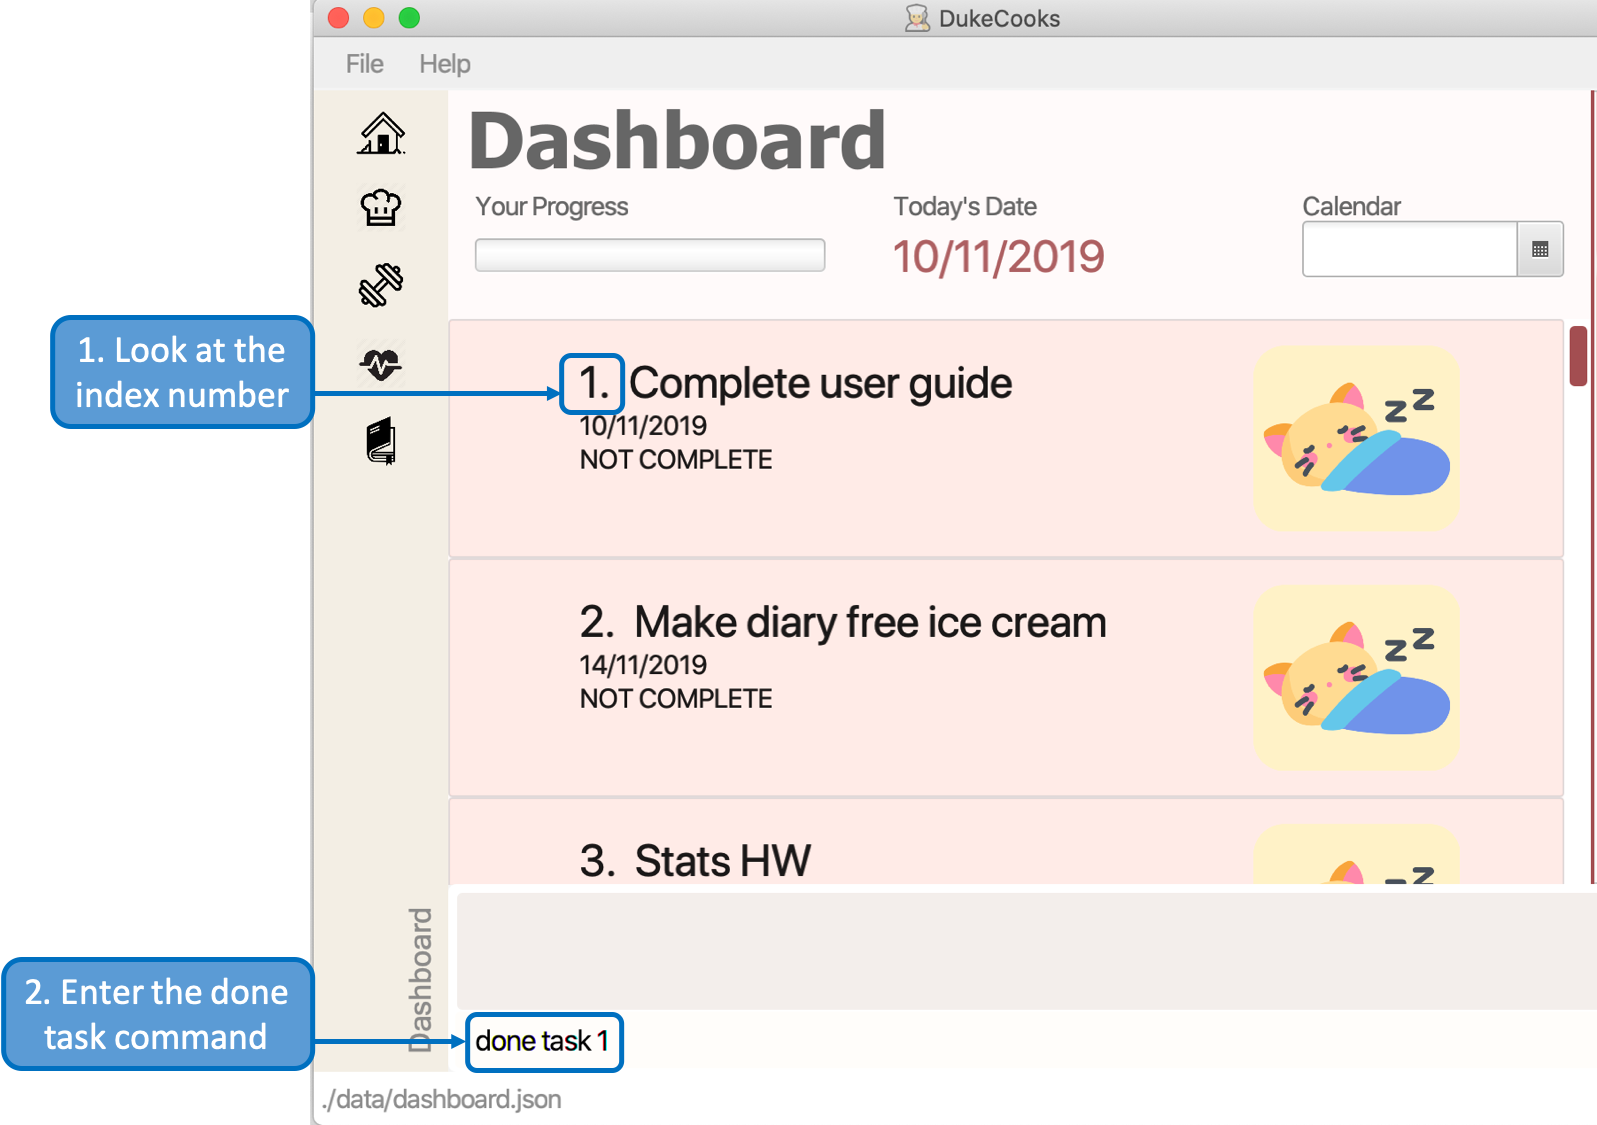 DukeCooks
File Help
Dashboard
Your Progress
Today's Date
Calendar
10/11/2019
1. Look at the
index number
1. Complete user guide
10/11/2019
NOT COMPLETE
z z
2. Make diary free ice cream
14/11/2019
NOT COMPLETE
z z
3. Stats HW
z z
Dashboard
2. Enter the done
task command
done task 1
./data/dashboard.json